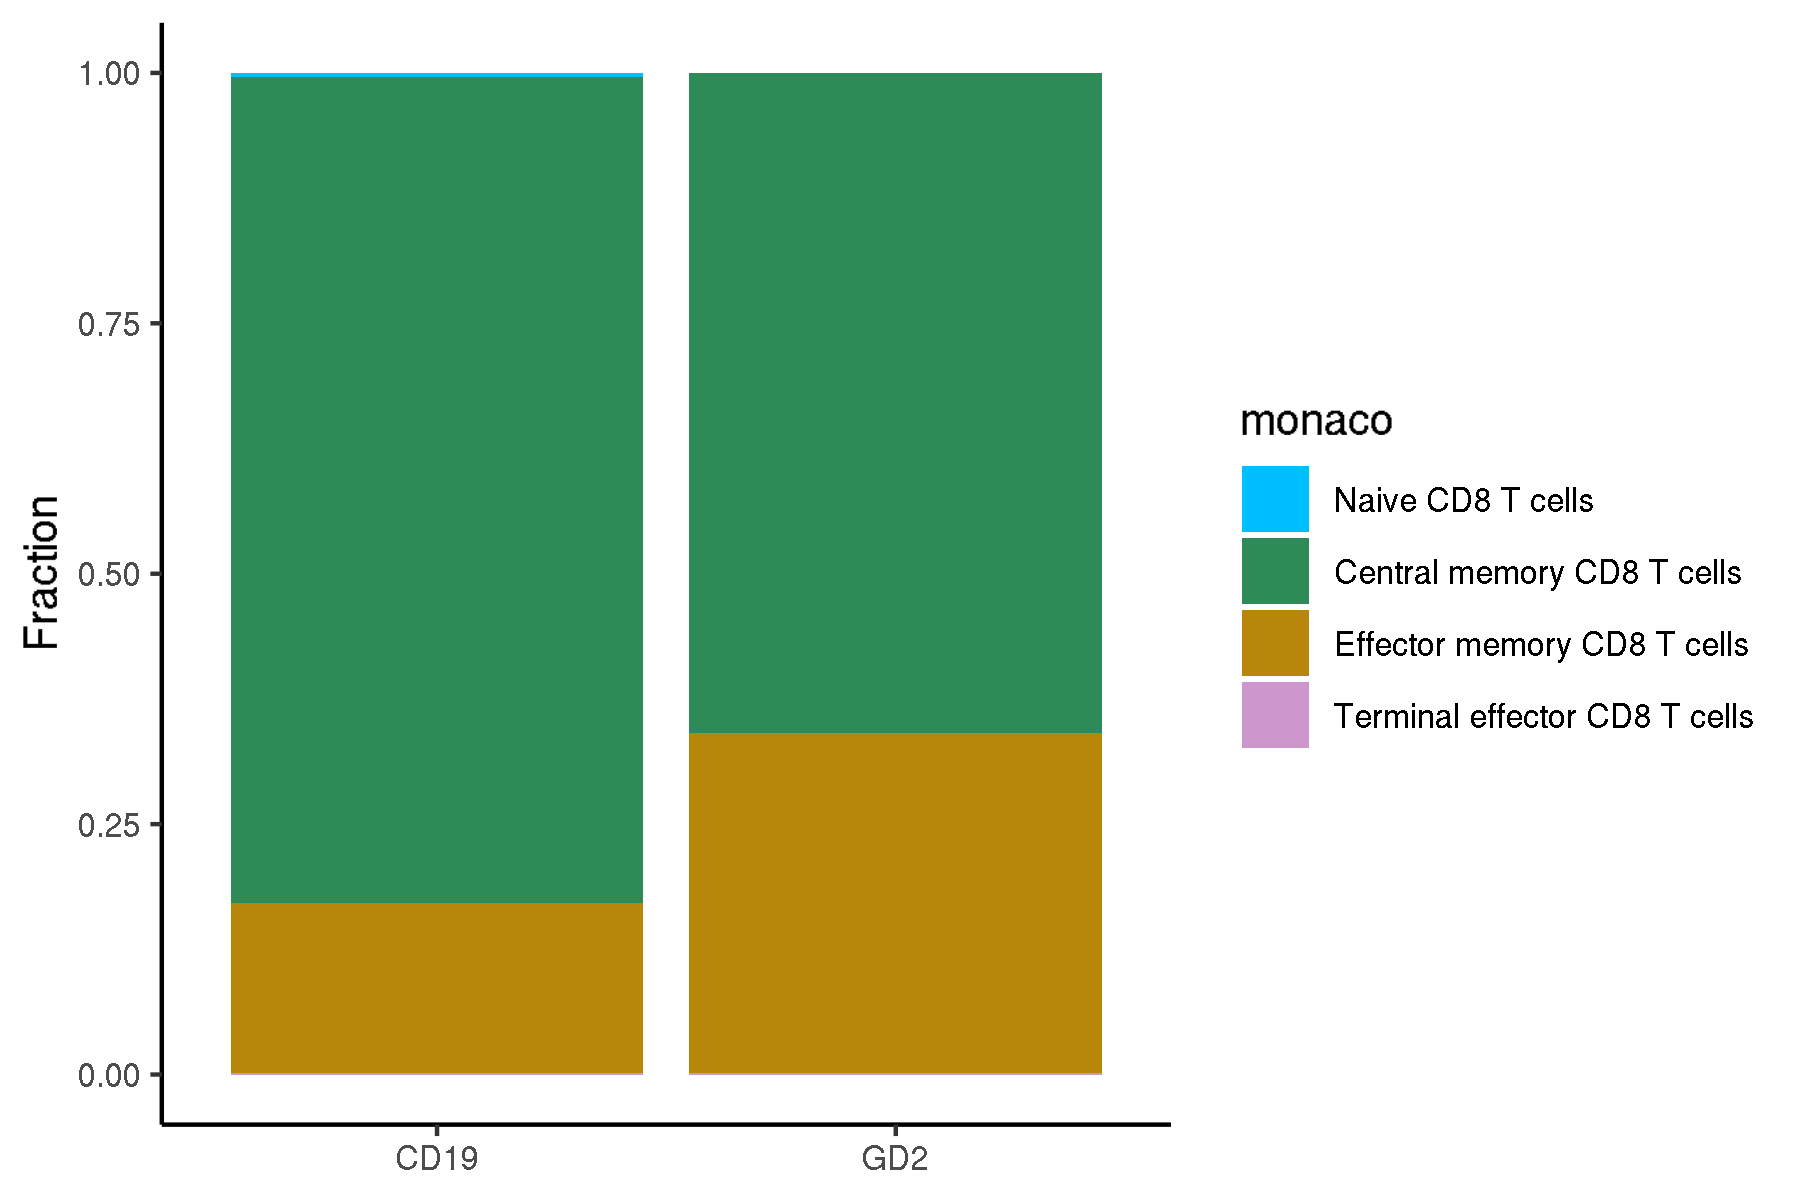 Fraction
1.00
0.75
0.50
0.25
0.00
CD19
GD2
monaco
Naive CD8 T cells
Central memory CD8 T cells
Effector memory CD8 T cells
Terminal effector CD8 T cells